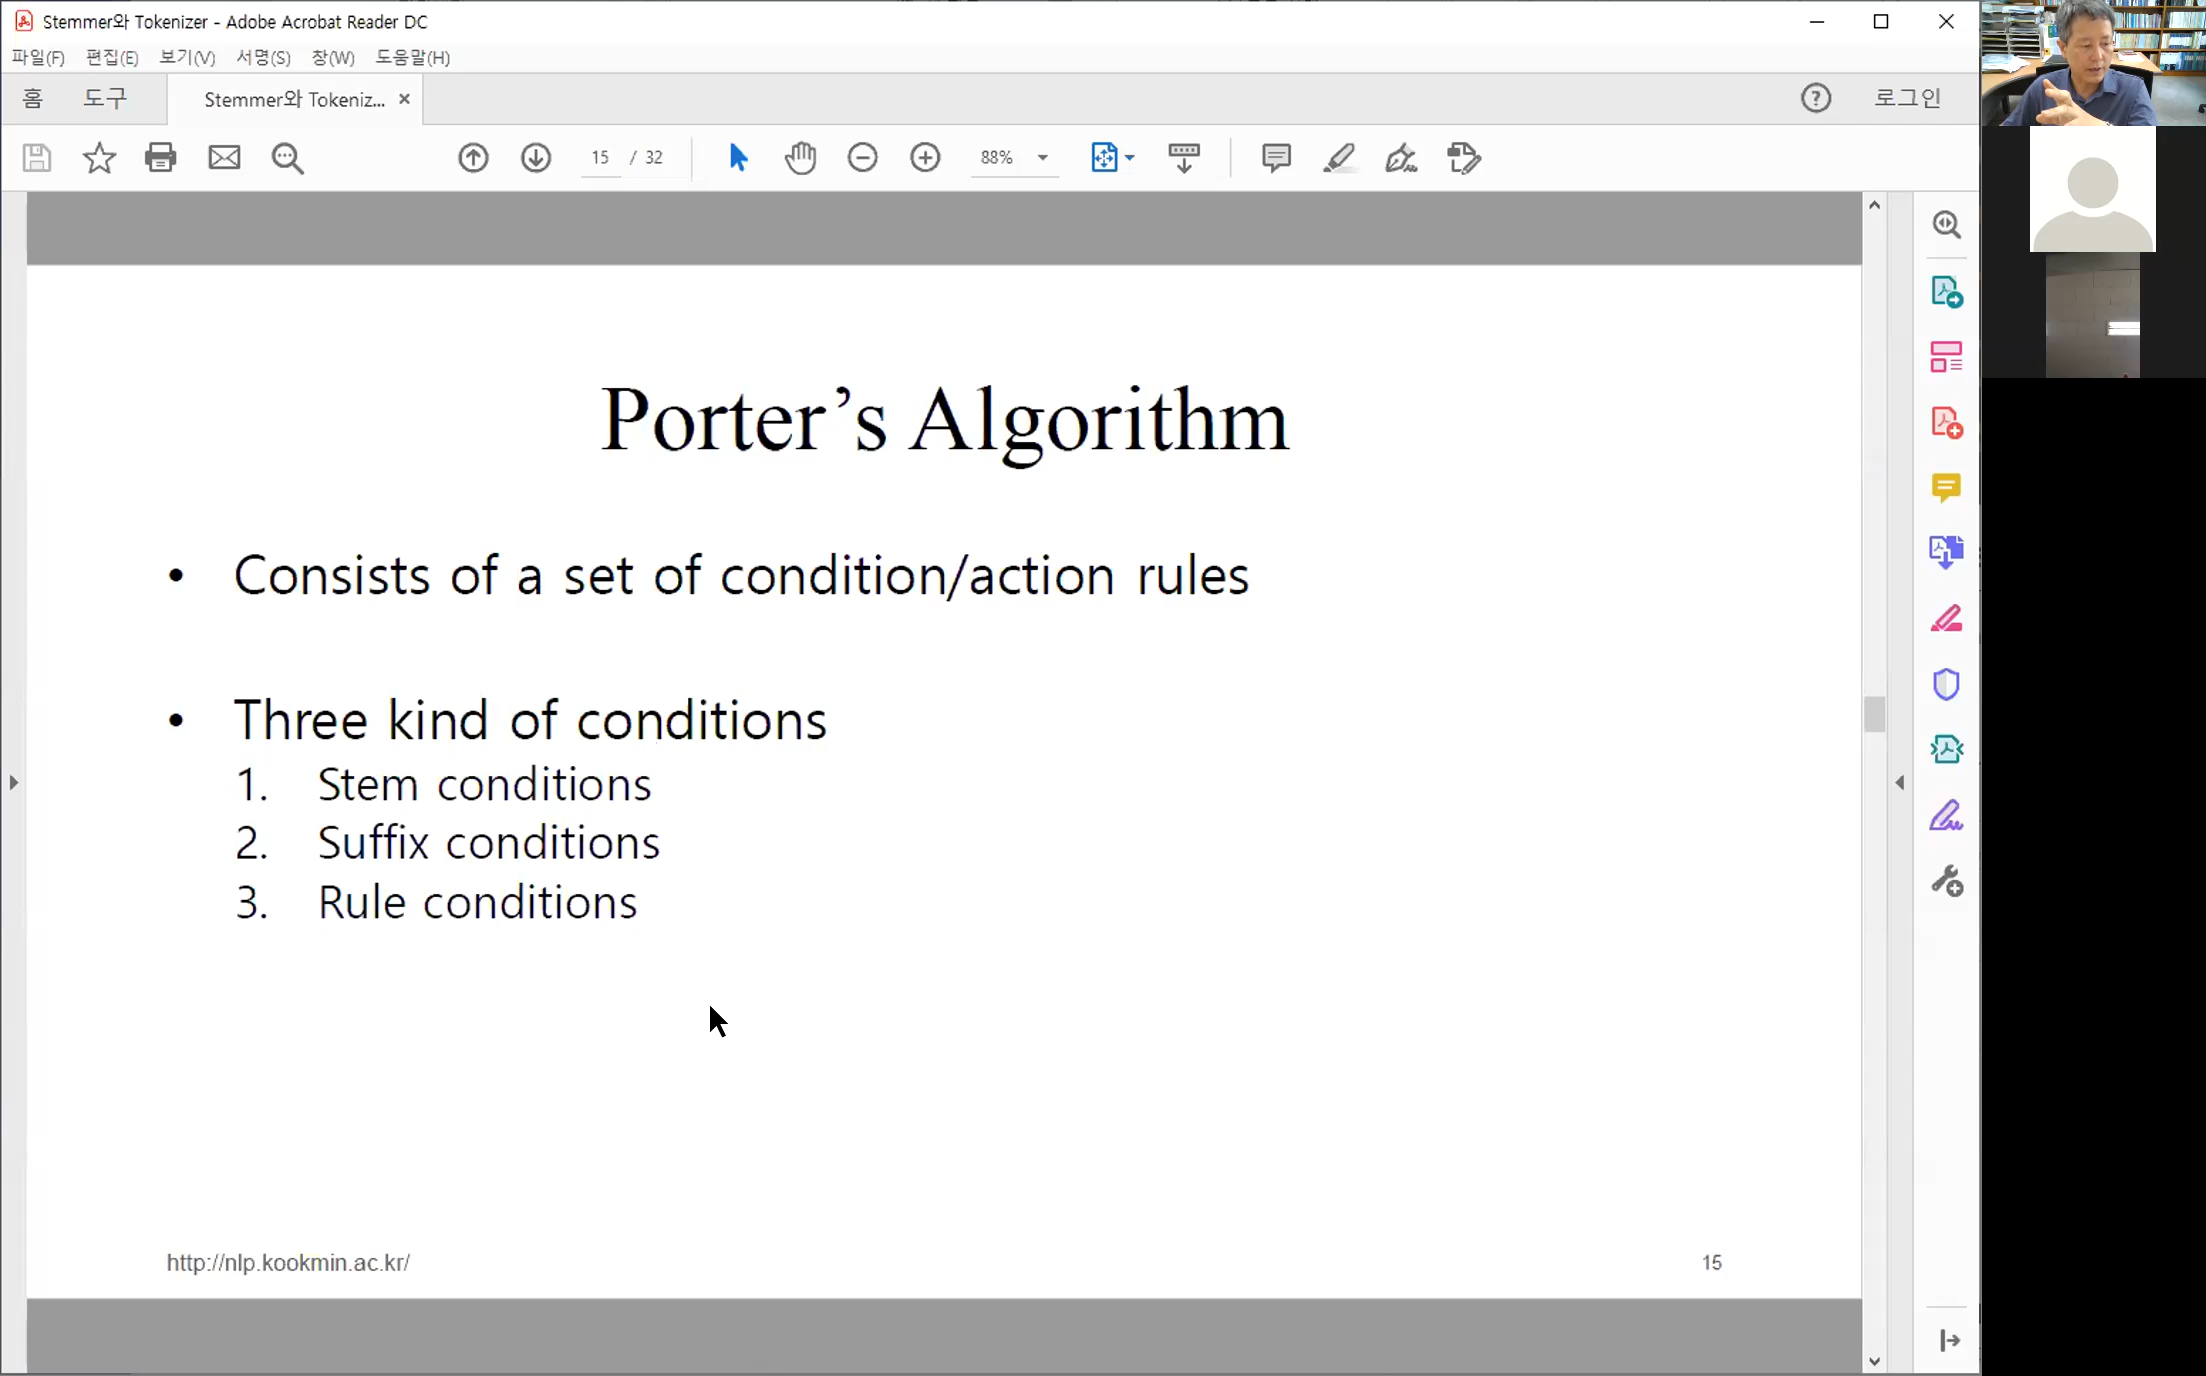 Stemmer와 Tokenizer - Adobe Acrobat Reader DC
파일(F) 편집(E) 보기(V) 서명(S) 창(W) 도움말(H)
홈 도구 Stemmer와 Tokeniz... 로그인
15 / 32 88%
Porter’s Algorithm
• Consists of a set of condition/action rules
• Three kind of conditions
1. Stem conditions
2. Suffix conditions
3. Rule conditions
http://nlp.kookmin.ac.kr/ 15